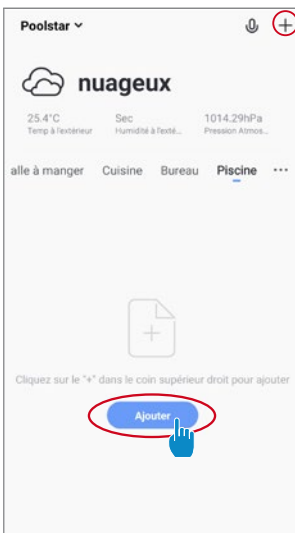 Poolstar
nuageux
25.4°C Sec 1014.29hPa
Temp à l'extérieur Humidité à l'exté... Pression Atmos...
alle à manger Cuisine Bureau Piscine ...
Cliquez sur le "+" dans le coin supérieur droit pour ajouter
Ajouter